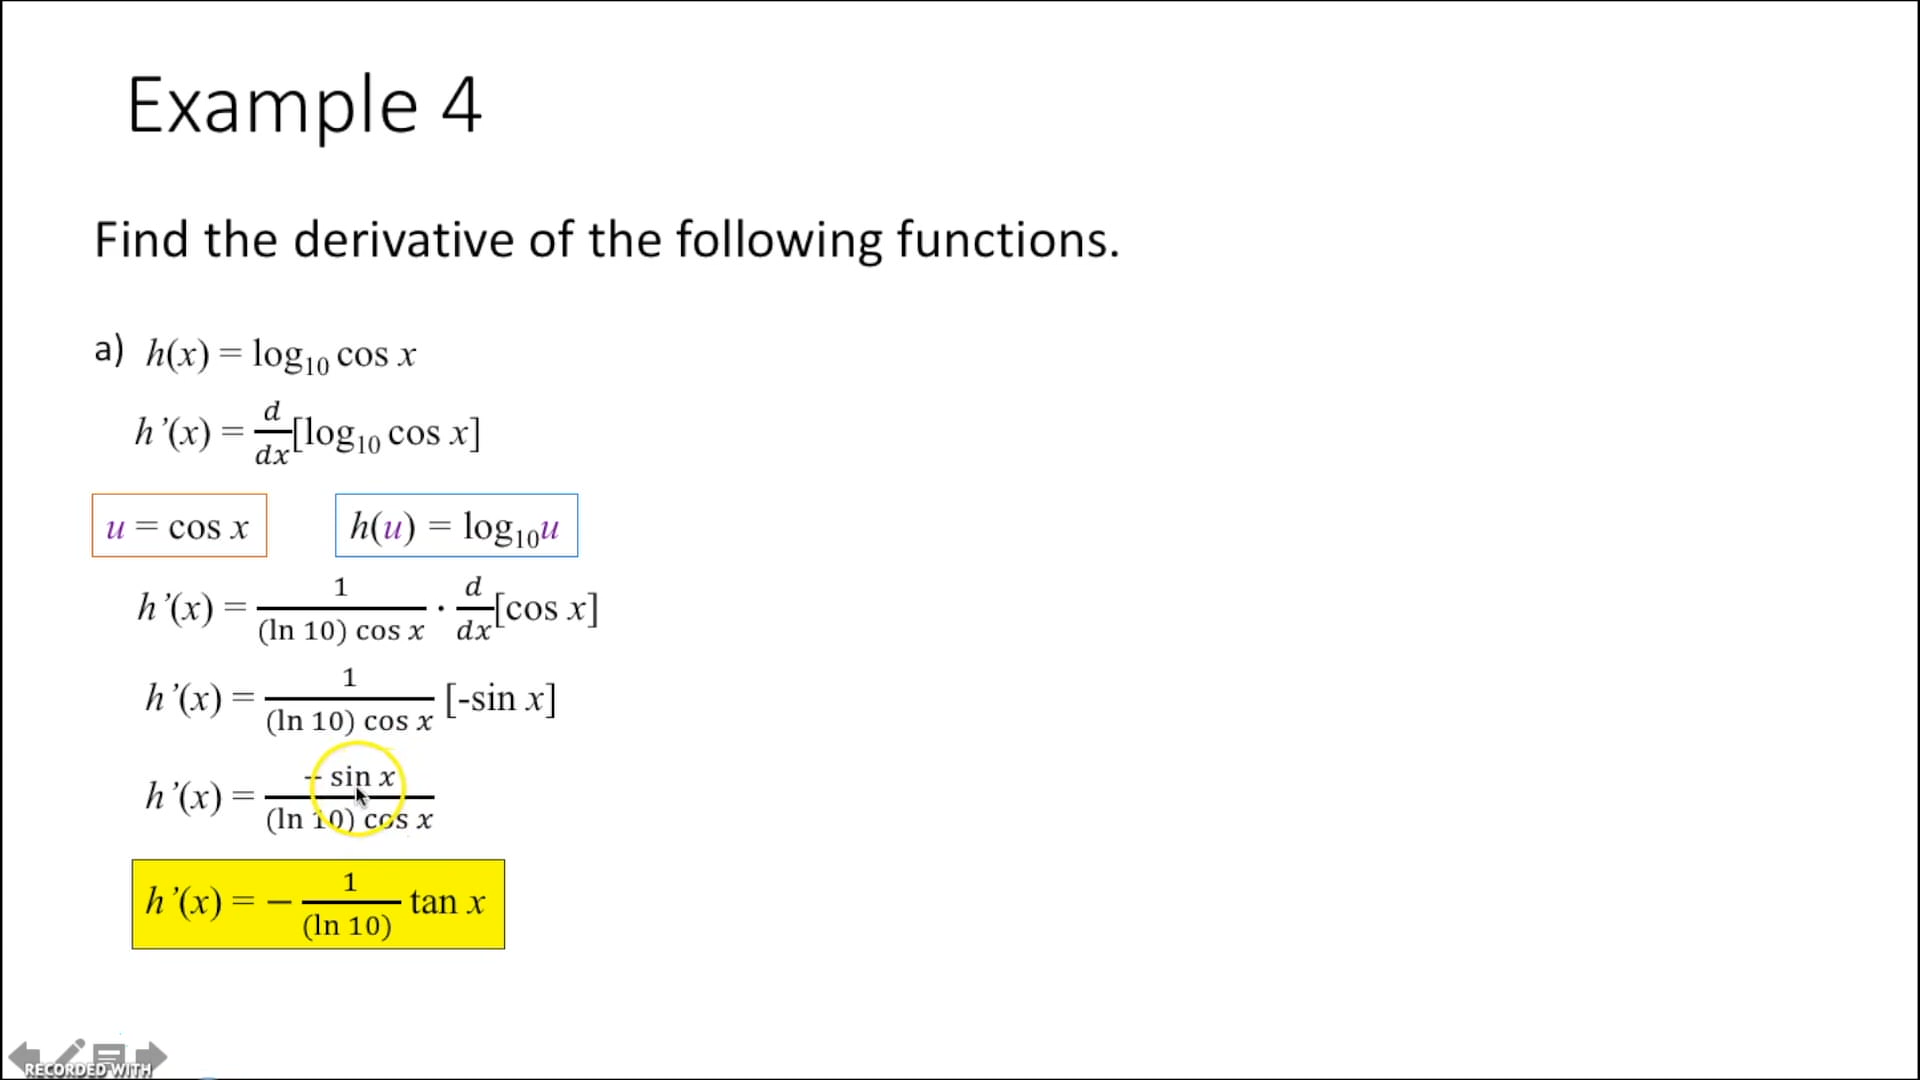 Example 4
Find the derivative of the following functions.
a) h(x) = log₁₀ cos x
h’(x) = d/dx[log₁₀ cos x]
u = cos x h(u) = log₁₀u
h’(x) = 1/((ln 10) cos x) · d/dx[cos x]
h’(x) = 1/((ln 10) cos x) [-sin x]
h’(x) = − sin x/((ln 10) cos x)
h’(x) = − 1/(ln 10) tan x
RECORDED WITH